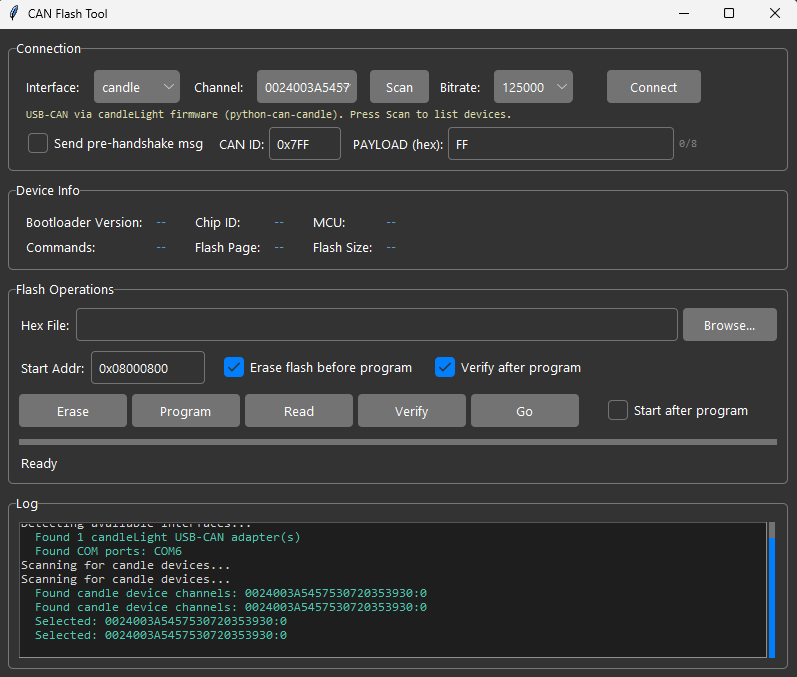 CAN Flash Tool
Connection
Interface: candle Channel: 0024003A5457 Scan Bitrate: 125000 Connect
USB-CAN via candleLight firmware (python-can-candle). Press Scan to list devices.
Send pre-handshake msg CAN ID: 0x7FF PAYLOAD (hex): FF 0/8
Device Info
Bootloader Version: -- Chip ID: -- MCU: --
Commands: -- Flash Page: -- Flash Size: --
Flash Operations
Hex File: Browse...
Start Addr: 0x08000800 Erase flash before program Verify after program
Erase Program Read Verify Go Start after program
Ready
Log
Detecting available interfaces...
Found 1 candleLight USB-CAN adapter(s)
Found COM ports: COM6
Scanning for candle devices...
Scanning for candle devices...
Found candle device channels: 0024003A5457530720353930:0
Found candle device channels: 0024003A5457530720353930:0
Selected: 0024003A5457530720353930:0
Selected: 0024003A5457530720353930:0